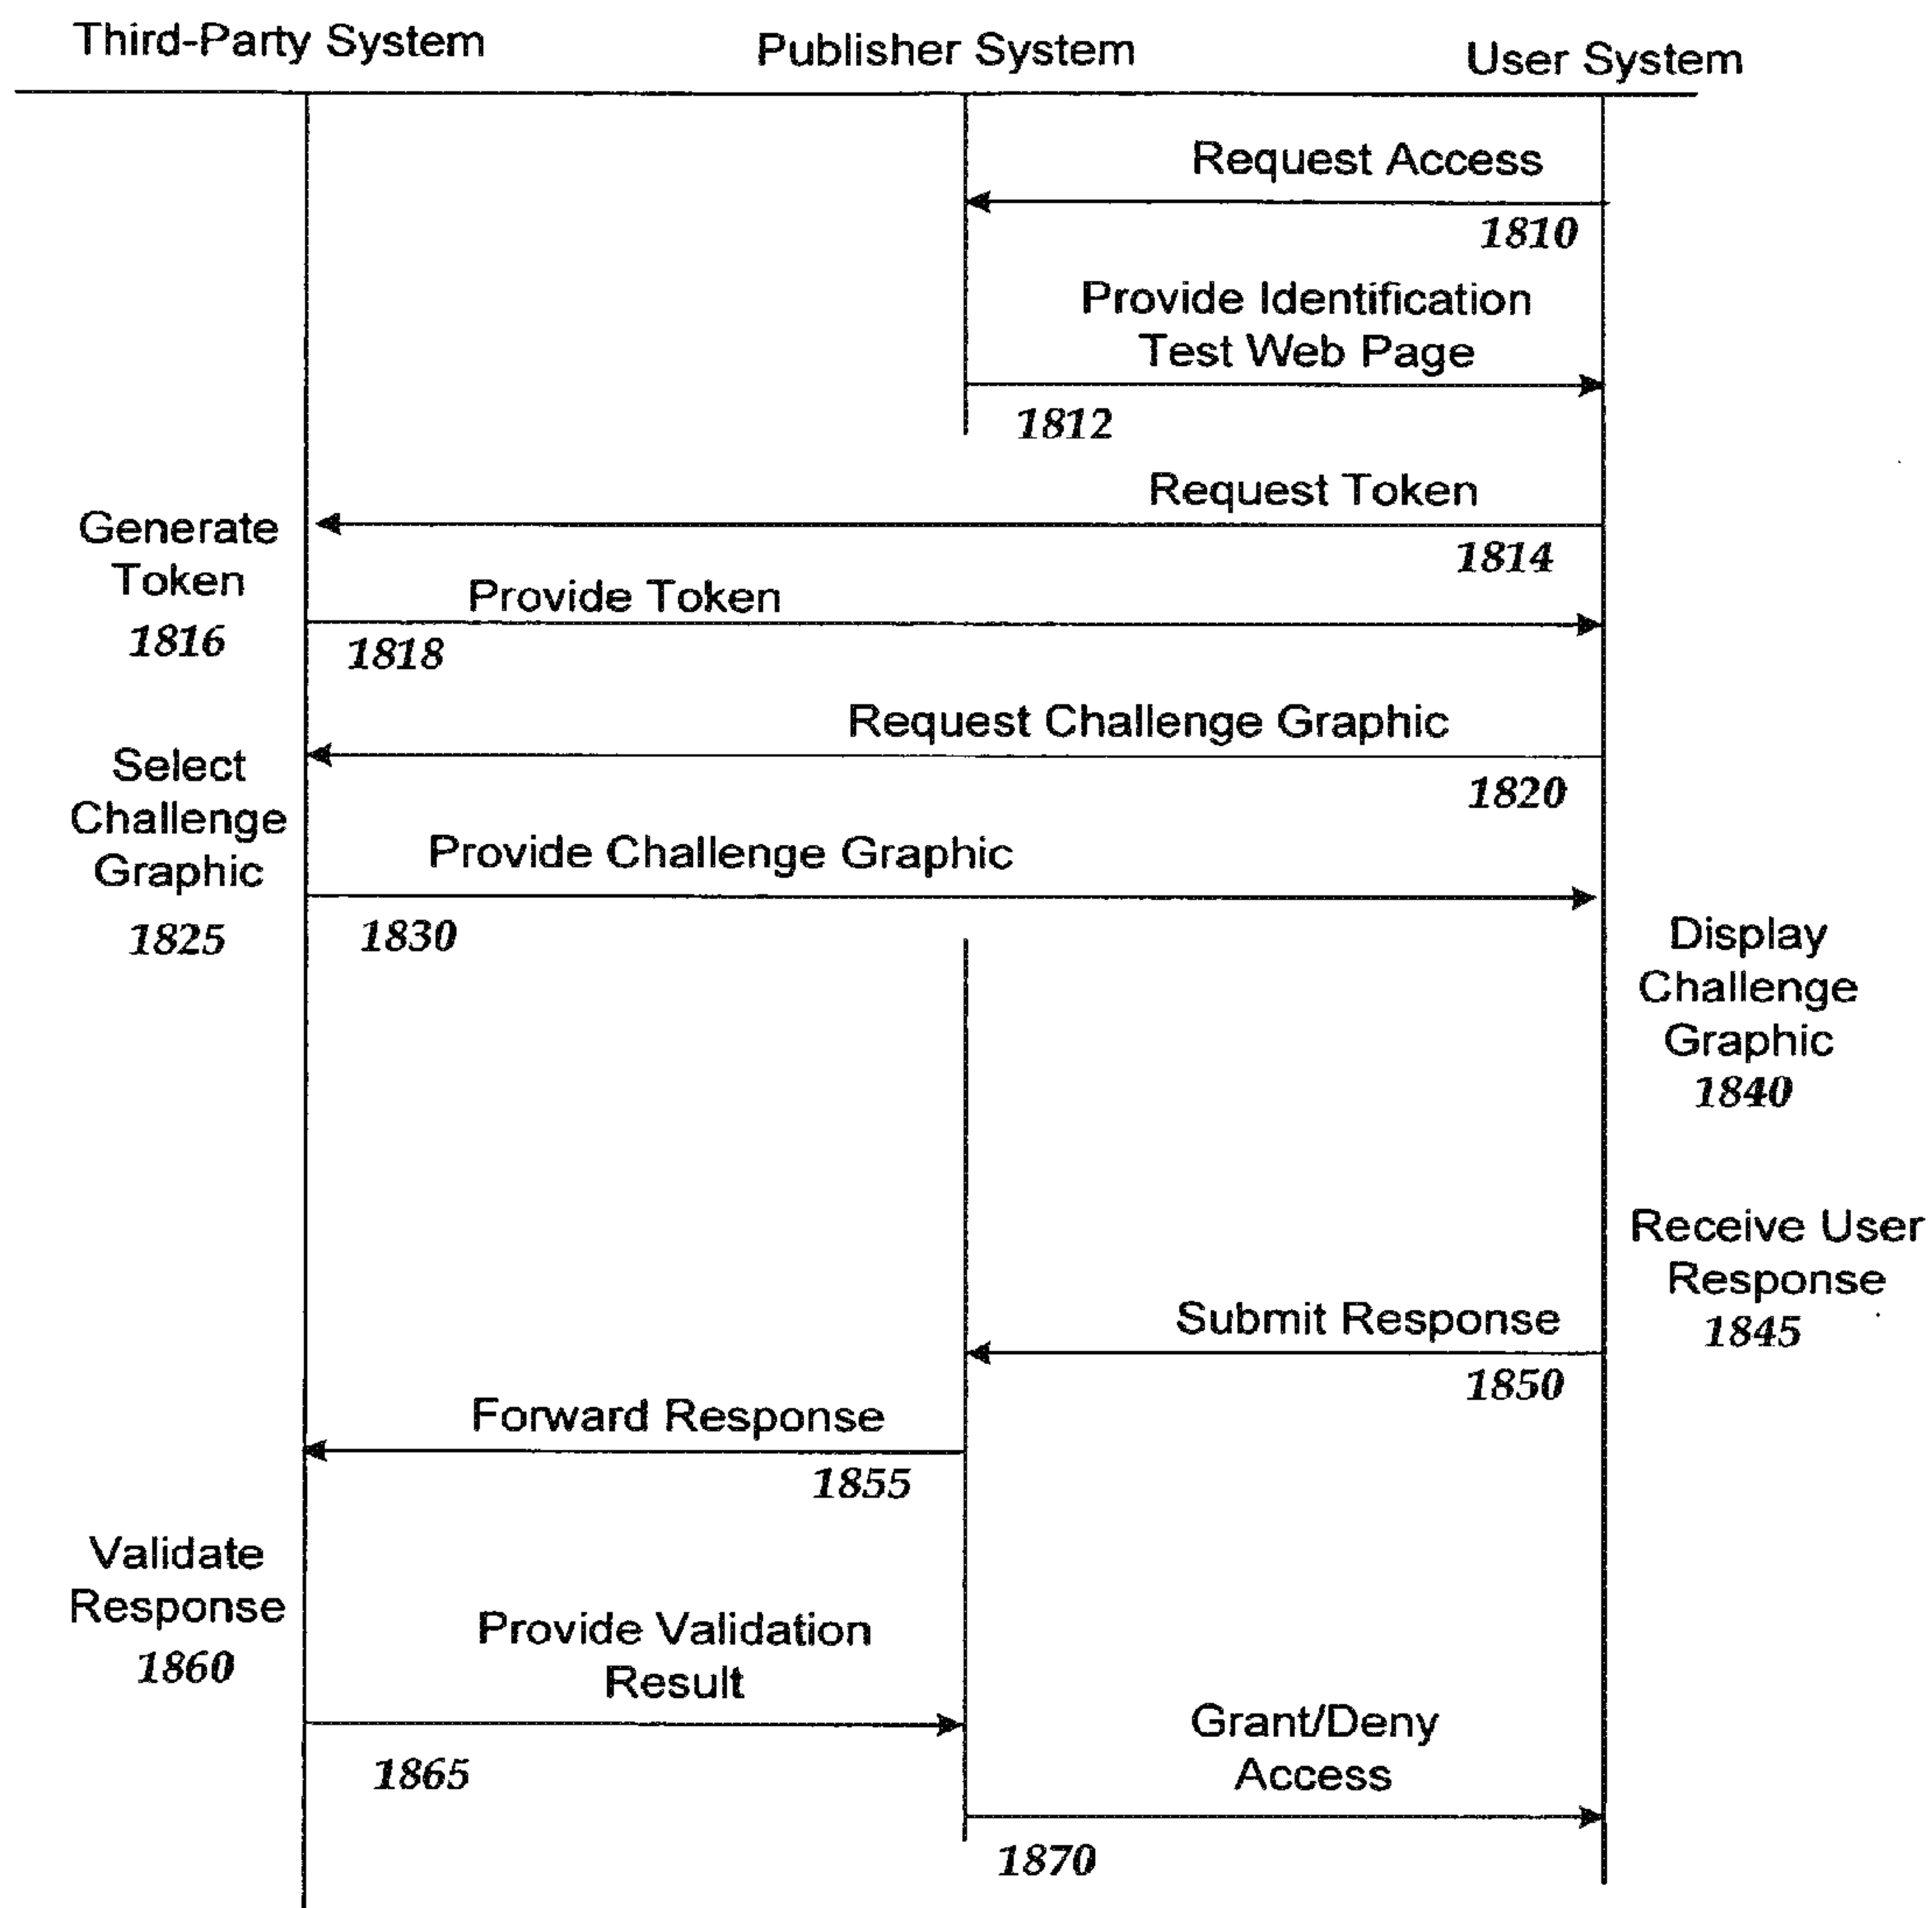 Third-Party System
Publisher System
User System
Request Access
1810
Provide Identification
Test Web Page
1812
Request Token
1814
Generate
Token
1816
Provide Token
1818
Request Challenge Graphic
1820
Select
Challenge
Graphic
1825
Provide Challenge Graphic
1830
Display
Challenge
Graphic
1840
Receive User
Response
1845
Submit Response
1850
Forward Response
1855
Validate
Response
1860
Provide Validation
Result
1865
Grant/Deny
Access
1870